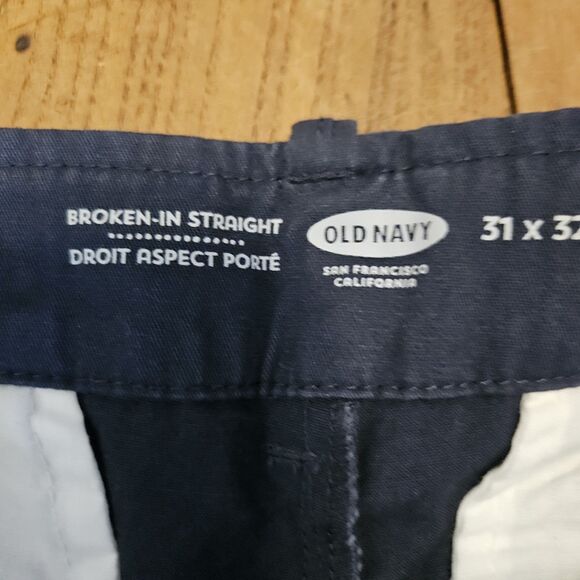 BROKEN-IN STRAIGHT
DROIT ASPECT PORTÉ
OLD NAVY
SAN FRANCISCO
CALIFORNIA
31 x 32